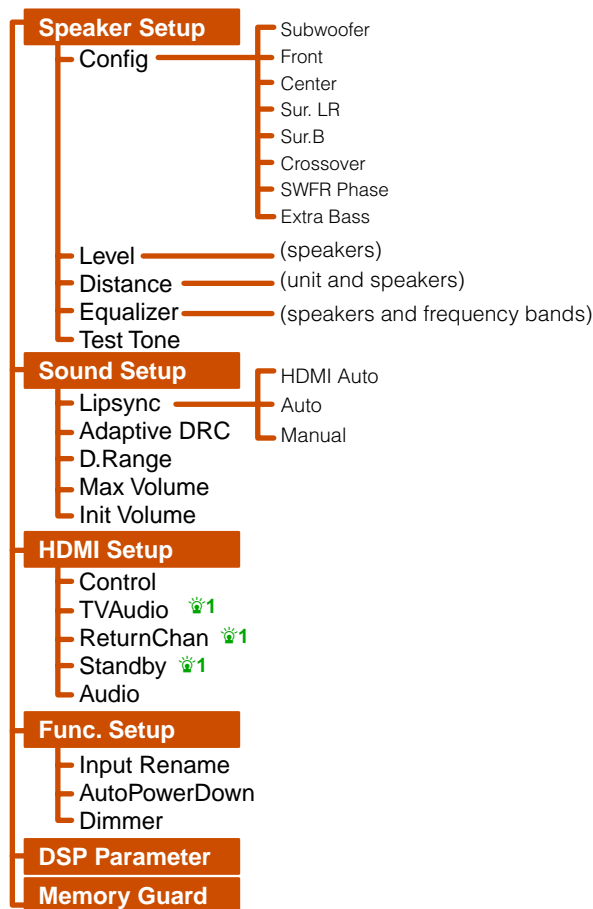 Speaker Setup
Config
Subwoofer
Front
Center
Sur. LR
Sur.B
Crossover
SWFR Phase
Extra Bass
Level
(speakers)
Distance
(unit and speakers)
Equalizer
(speakers and frequency bands)
Test Tone
Sound Setup
Lipsync
HDMI Auto
Auto
Manual
Adaptive DRC
D.Range
Max Volume
Init Volume
HDMI Setup
Control
TVAudio 1
ReturnChan 1
Standby 1
Audio
Func. Setup
Input Rename
AutoPowerDown
Dimmer
DSP Parameter
Memory Guard